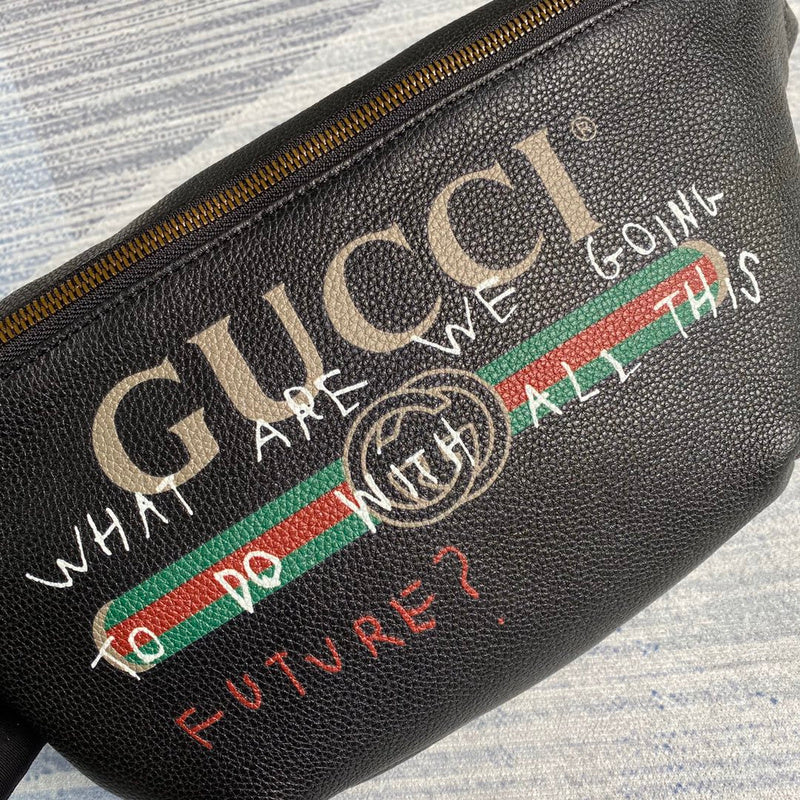 GUCCI®
WHAT ARE WE GOING
TO DO WITH ALL THIS
FUTURE?